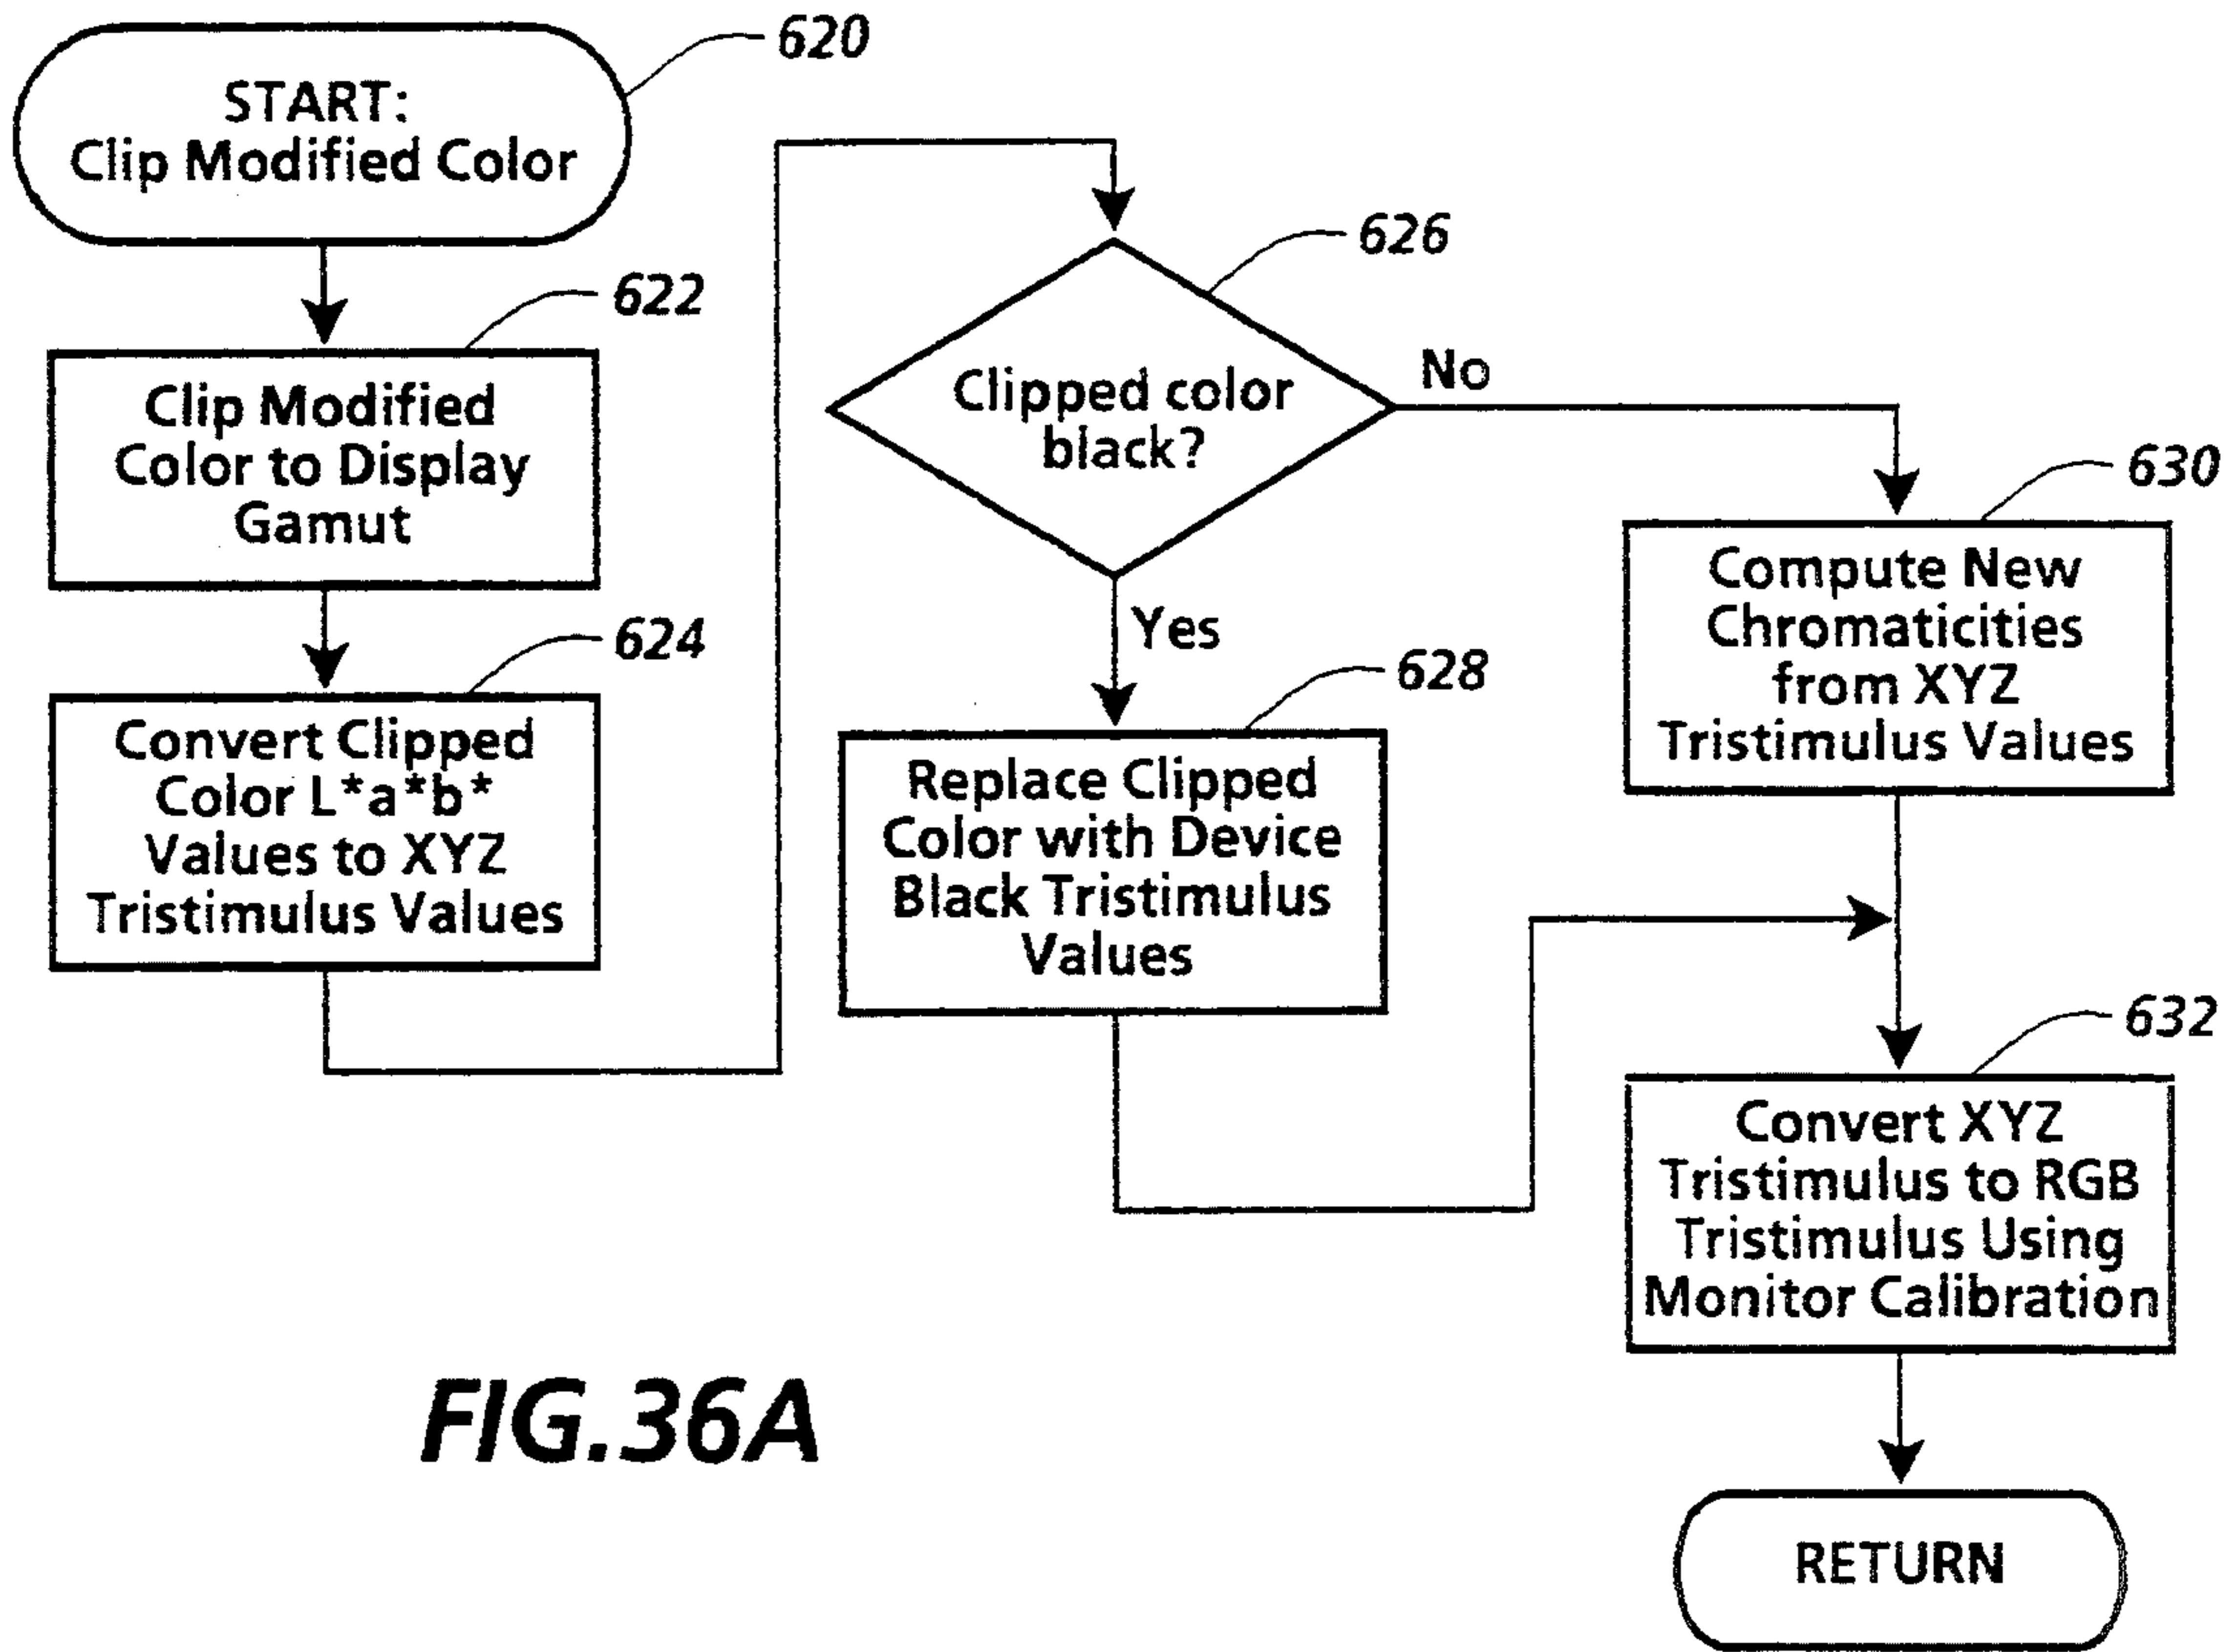 620
START:
Clip Modified Color
622
Clip Modified
Color to Display
Gamut
624
Convert Clipped
Color L*a*b*
Values to XYZ
Tristimulus Values
626
Clipped color
black?
No
Yes
628
Replace Clipped
Color with Device
Black Tristimulus
Values
630
Compute New
Chromaticities
from XYZ
Tristimulus Values
632
Convert XYZ
Tristimulus to RGB
Tristimulus Using
Monitor Calibration
RETURN
FIG.36A